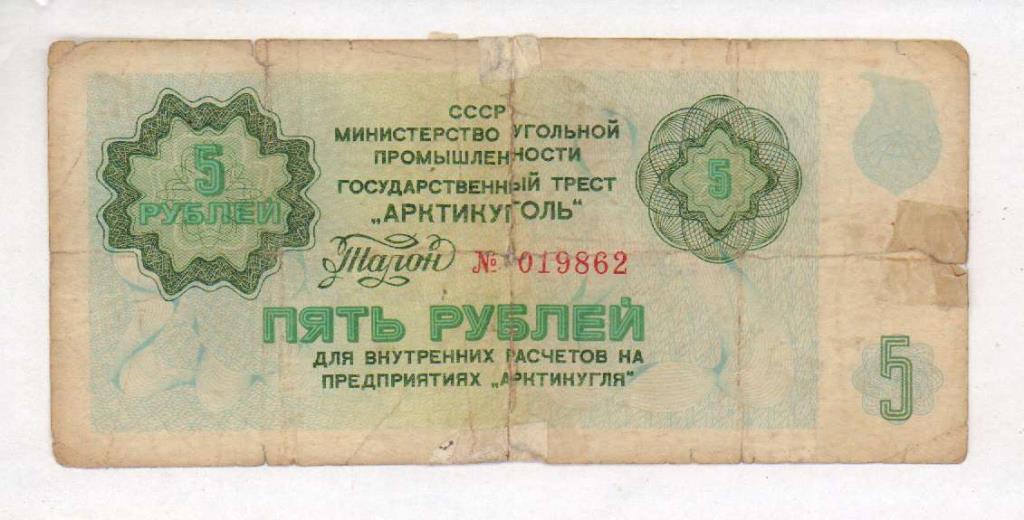 СССР
МИНИСТЕРСТВО УГОЛЬНОЙ
ПРОМЫШЛЕННОСТИ
ГОСУДАРСТВЕННЫЙ ТРЕСТ
„АРКТИКУГОЛЬ"
5
РУБЛЕЙ
5
Талон № 019862
ПЯТЬ РУБЛЕЙ
ДЛЯ ВНУТРЕННИХ РАСЧЕТОВ НА
ПРЕДПРИЯТИЯХ „АРКТИКУГЛЯ"
5